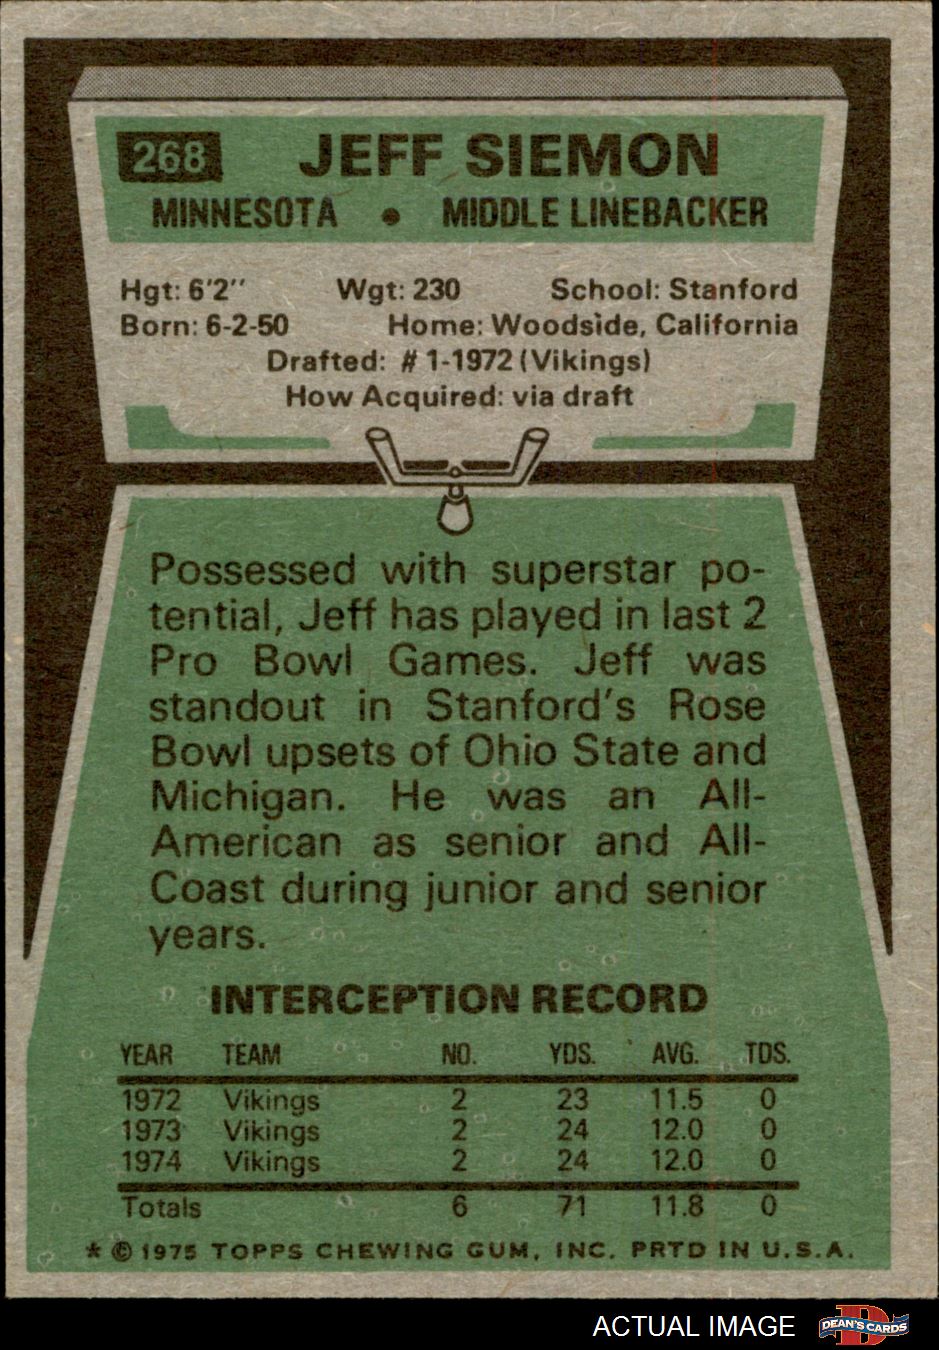 268 JEFF SIEMON
MINNESOTA • MIDDLE LINEBACKER
Hgt: 6'2" Wgt: 230 School: Stanford
Born: 6-2-50 Home: Woodside, California
Drafted: #1-1972 (Vikings)
How Acquired: via draft
Possessed with superstar po-
tential, Jeff has played in last 2
Pro Bowl Games. Jeff was
standout in Stanford's Rose
Bowl upsets of Ohio State and
Michigan. He was an All-
American as senior and All-
Coast during junior and senior
years.
INTERCEPTION RECORD
YEAR TEAM NO. YDS. AVG. TDS.
1972 Vikings 2 23 11.5 0
1973 Vikings 2 24 12.0 0
1974 Vikings 2 24 12.0 0
Totals 6 71 11.8 0
* © 1975 TOPPS CHEWING GUM, INC. PRTD IN U.S.A.
ACTUAL IMAGE D DEAN'S CARDS